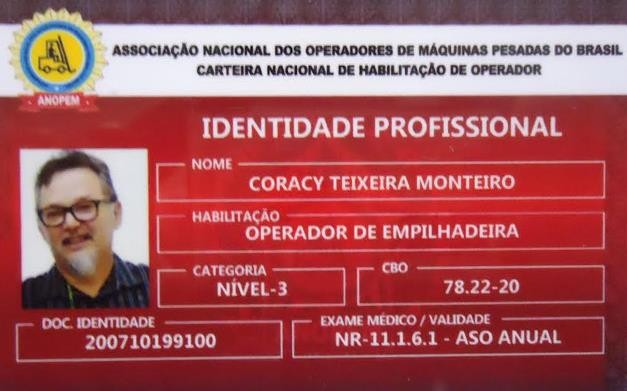 ASSOCIAÇÃO NACIONAL DOS OPERADORES DE MÁQUINAS PESADAS DO BRASIL
CARTEIRA NACIONAL DE HABILITAÇÃO DE OPERADOR
ANOPEM
IDENTIDADE PROFISSIONAL
NOME
CORACY TEIXEIRA MONTEIRO
HABILITAÇÃO
OPERADOR DE EMPILHADEIRA
CATEGORIA
NÍVEL-3
CBO
78.22-20
DOC. IDENTIDADE
200710199100
EXAME MÉDICO / VALIDADE
NR-11.1.6.1 - ASO ANUAL